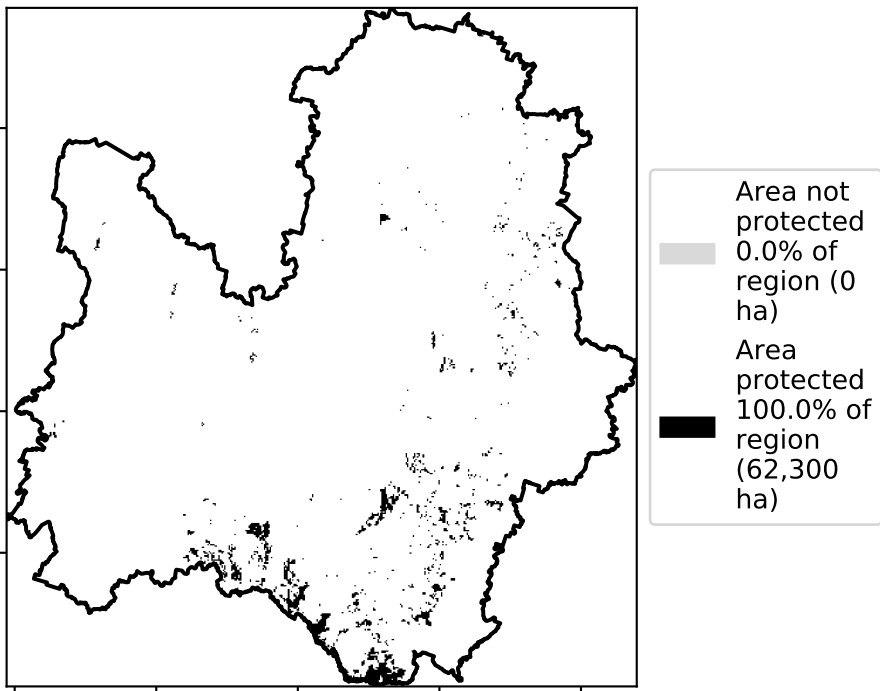 Area not
protected
0.0% of
region (0
ha)
Area
protected
100.0% of
region
(62,300
ha)